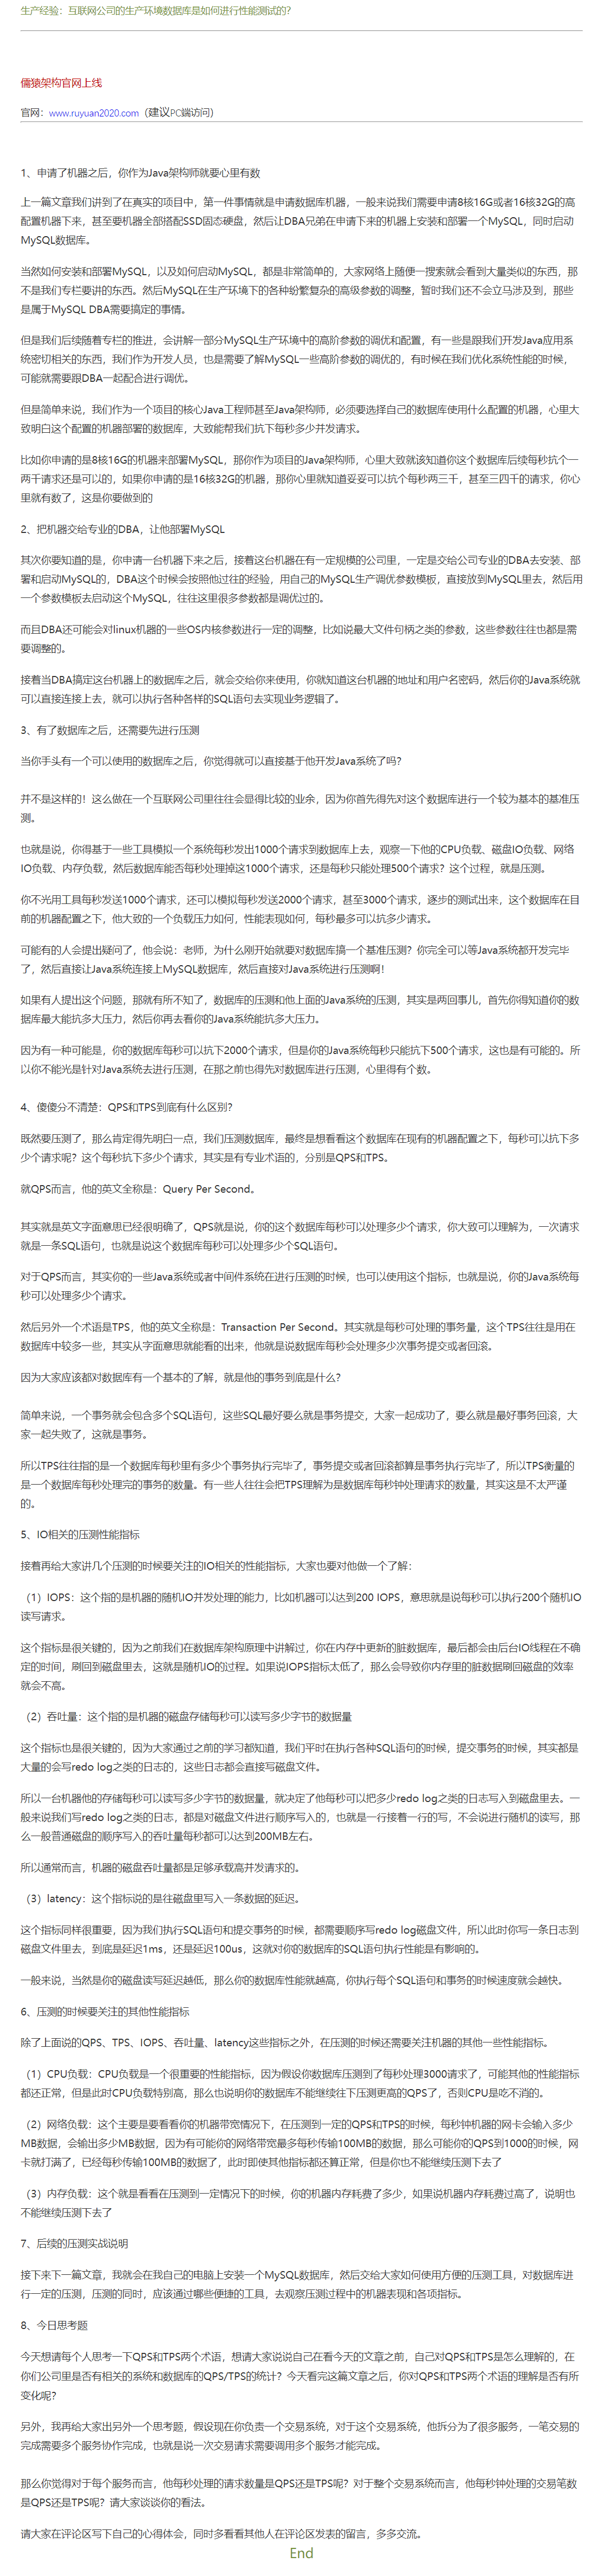 生产经验：互联网公司的生产环境数据库是如何进行性能测试的？
儒猿架构官网上线
官网：www.ruyuan2020.com（建议PC端访问）
1、申请了机器之后，你作为Java架构师就要心里有数
上一篇文章我们讲到了在真实的项目中，第一件事情就是申请数据库机器，一般来说我们需要申请8核16G或者16核32G的高
配置机器下来，甚至要机器全部搭配SSD固态硬盘，然后让DBA兄弟在申请下来的机器上安装和部署一个MySQL，同时启动
MySQL数据库。
当然如何安装和部署MySQL，以及如何启动MySQL，都是非常简单的，大家网络上随便一搜索就会看到大量类似的东西，那
不是我们专栏要讲的东西。然后MySQL在生产环境下的各种纷繁复杂的高级参数的调整，暂时我们还不会立马涉及到，那些
是属于MySQL DBA需要搞定的事情。
但是我们后续随着专栏的推进，会讲解一部分MySQL生产环境中的高阶参数的调优和配置，有一些是跟我们开发Java应用系
统密切相关的东西，我们作为开发人员，也是需要了解MySQL一些高阶参数的调优的，有时候在我们优化系统性能的时候，
可能就需要跟DBA一起配合进行调优。
但是简单来说，我们作为一个项目的核心Java工程师甚至Java架构师，必须要选择自己的数据库使用什么配置的机器，心里大
致明白这个配置的机器部署的数据库，大致能帮我们抗下每秒多少并发请求。
比如你申请的是8核16G的机器来部署MySQL，那你作为项目的Java架构师，心里大致就该知道你这个数据库后续每秒抗个一
两千请求还是可以的，如果你申请的是16核32G的机器，那你心里就知道妥妥可以抗个每秒两三千，甚至三四千的请求，你心
里就有数了，这是你要做到的
2、把机器交给专业的DBA，让他部署MySQL
其次你要知道的是，你申请一台机器下来之后，接着这台机器在有一定规模的公司里，一定是交给公司专业的DBA去安装、部
署和启动MySQL的，DBA这个时候会按照他过往的经验，用自己的MySQL生产调优参数模板，直接放到MySQL里去，然后用
一个参数模板去启动这个MySQL，往往这里很多参数都是调优过的。
而且DBA还可能会对linux机器的一些OS内核参数进行一定的调整，比如说最大文件句柄之类的参数，这些参数往往也都是需
要调整的。
接着当DBA搞定这台机器上的数据库之后，就会交给你来使用，你就知道这台机器的地址和用户名密码，然后你的Java系统就
可以直接连接上去，就可以执行各种各样的SQL语句去实现业务逻辑了。
3、有了数据库之后，还需要先进行压测
当你手头有一个可以使用的数据库之后，你觉得就可以直接基于他开发Java系统了吗？
并不是这样的！这么做在一个互联网公司里往往会显得比较的业余，因为你首先得先对这个数据库进行一个较为基本的基准压
测。
也就是说，你得基于一些工具模拟一个系统每秒发出1000个请求到数据库上去，观察一下他的CPU负载、磁盘IO负载、网络
IO负载、内存负载，然后数据库能否每秒处理掉这1000个请求，还是每秒只能处理500个请求？这个过程，就是压测。
你不光用工具每秒发送1000个请求，还可以模拟每秒发送2000个请求，甚至3000个请求，逐步的测试出来，这个数据库在目
前的机器配置之下，他大致的一个负载压力如何，性能表现如何，每秒最多可以抗多少请求。
可能有的人会提出疑问了，他会说：老师，为什么刚开始就要对数据库搞一个基准压测？你完全可以等Java系统都开发完毕
了，然后直接让Java系统连接上MySQL数据库，然后直接对Java系统进行压测啊！
如果有人提出这个问题，那就有所不知了，数据库的压测和他上面的Java系统的压测，其实是两回事儿，首先你得知道你的数
据库最大能抗多大压力，然后你再去看你的Java系统能抗多大压力。
因为有一种可能是，你的数据库每秒可以抗下2000个请求，但是你的Java系统每秒只能抗下500个请求，这也是有可能的。所
以你不能光是针对Java系统去进行压测，在那之前也得先对数据库进行压测，心里得有个数。
4、傻傻分不清楚：QPS和TPS到底有什么区别？
既然要压测了，那么肯定得先明白一点，我们压测数据库，最终是想看看这个数据库在现有的机器配置之下，每秒可以抗下多
少个请求呢？这个每秒抗下多少个请求，其实是有专业术语的，分别是QPS和TPS。
就QPS而言，他的英文全称是：Query Per Second。
其实就是英文字面意思已经很明确了，QPS就是说，你的这个数据库每秒可以处理多少个请求，你大致可以理解为，一次请求
就是一条SQL语句，也就是说这个数据库每秒可以处理多少个SQL语句。
对于QPS而言，其实你的一些Java系统或者中间件系统在进行压测的时候，也可以使用这个指标，也就是说，你的Java系统每
秒可以处理多少个请求。
然后另外一个术语是TPS，他的英文全称是：Transaction Per Second。其实就是每秒可处理的事务量，这个TPS往往是用在
数据库中较多一些，其实从字面意思就能看的出来，他就是说数据库每秒会处理多少次事务提交或者回滚。
因为大家应该都对数据库有一个基本的了解，就是他的事务到底是什么？
简单来说，一个事务就会包含多个SQL语句，这些SQL最好要么就是事务提交，大家一起成功了，要么就是最好事务回滚，大
家一起失败了，这就是事务。
所以TPS往往指的是一个数据库每秒里有多少个事务执行完毕了，事务提交或者回滚都算是事务执行完毕了，所以TPS衡量的
是一个数据库每秒处理完的事务的数量。有一些人往往会把TPS理解为是数据库每秒钟处理请求的数量，其实这是不太严谨
的。
5、IO相关的压测性能指标
接着再给大家讲几个压测的时候要关注的IO相关的性能指标，大家也要对他做一个了解：
（1）IOPS：这个指的是机器的随机IO并发处理的能力，比如机器可以达到200 IOPS，意思就是说每秒可以执行200个随机IO
读写请求。
这个指标是很关键的，因为之前我们在数据库架构原理中讲解过，你在内存中更新的脏数据库，最后都会由后台IO线程在不确
定的时间，刷回到磁盘里去，这就是随机IO的过程。如果说IOPS指标太低了，那么会导致你内存里的脏数据刷回磁盘的效率
就会不高。
（2）吞吐量：这个指的是机器的磁盘存储每秒可以读写多少字节的数据量
这个指标也是很关键的，因为大家通过之前的学习都知道，我们平时在执行各种SQL语句的时候，提交事务的时候，其实都是
大量的会写redo log之类的日志的，这些日志都会直接写磁盘文件。
所以一台机器他的存储每秒可以读写多少字节的数据量，就决定了他每秒可以把多少redo log之类的日志写入到磁盘里去。一
般来说我们写redo log之类的日志，都是对磁盘文件进行顺序写入的，也就是一行接着一行的写，不会说进行随机的读写，那
么一般普通磁盘的顺序写入的吞吐量每秒都可以达到200MB左右。
所以通常而言，机器的磁盘吞吐量都是足够承载高并发请求的。
（3）latency：这个指标说的是往磁盘里写入一条数据的延迟。
这个指标同样很重要，因为我们执行SQL语句和提交事务的时候，都需要顺序写redo log磁盘文件，所以此时你写一条日志到
磁盘文件里去，到底是延迟1ms，还是延迟100us，这就对你的数据库的SQL语句执行性能是有影响的。
一般来说，当然是你的磁盘读写延迟越低，那么你的数据库性能就越高，你执行每个SQL语句和事务的时候速度就会越快。
6、压测的时候要关注的其他性能指标
除了上面说的QPS、TPS、IOPS、吞吐量、latency这些指标之外，在压测的时候还需要关注机器的其他一些性能指标。
（1）CPU负载：CPU负载是一个很重要的性能指标，因为假设你数据库压测到了每秒处理3000请求了，可能其他的性能指标
都还正常，但是此时CPU负载特别高，那么也说明你的数据库不能继续往下压测更高的QPS了，否则CPU是吃不消的。
（2）网络负载：这个主要是要看看你的机器带宽情况下，在压测到一定的QPS和TPS的时候，每秒钟机器的网卡会输入多少
MB数据，会输出多少MB数据，因为有可能你的网络带宽最多每秒传输100MB的数据，那么可能你的QPS到1000的时候，网
卡就打满了，已经每秒传输100MB的数据了，此时即使其他指标都还算正常，但是你也不能继续压测下去了
（3）内存负载：这个就是看看在压测到一定情况下的时候，你的机器内存耗费了多少，如果说机器内存耗费过高了，说明也
不能继续压测下去了
7、后续的压测实战说明
接下来下一篇文章，我就会在我自己的电脑上安装一个MySQL数据库，然后交给大家如何使用方便的压测工具，对数据库进
行一定的压测，压测的同时，应该通过哪些便捷的工具，去观察压测过程中的机器表现和各项指标。
8、今日思考题
今天想请每个人思考一下QPS和TPS两个术语，想请大家说说自己在看今天的文章之前，自己对QPS和TPS是怎么理解的，在
你们公司里是否有相关的系统和数据库的QPS/TPS的统计？今天看完这篇文章之后，你对QPS和TPS两个术语的理解是否有所
变化呢？
另外，我再给大家出另外一个思考题，假设现在你负责一个交易系统，对于这个交易系统，他拆分为了很多服务，一笔交易的
完成需要多个服务协作完成，也就是说一次交易请求需要调用多个服务才能完成。
那么你觉得对于每个服务而言，他每秒处理的请求数量是QPS还是TPS呢？对于整个交易系统而言，他每秒钟处理的交易笔数
是QPS还是TPS呢？请大家谈谈你的看法。
请大家在评论区写下自己的心得体会，同时多看看其他人在评论区发表的留言，多多交流。
End